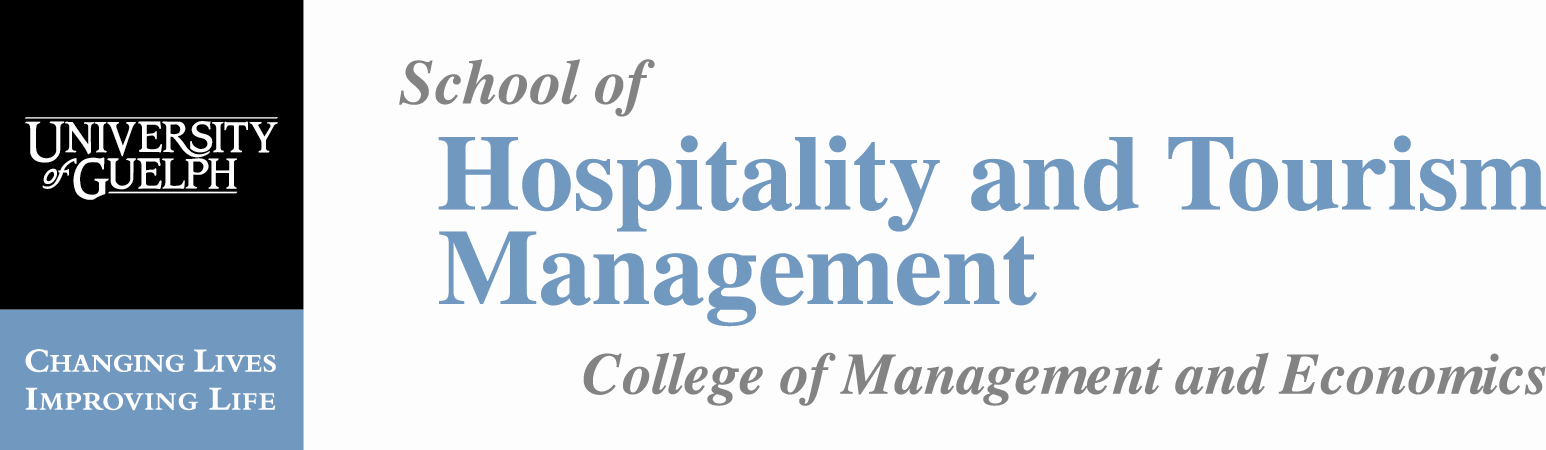 UNIVERSITY
OF GUELPH
CHANGING LIVES
IMPROVING LIFE
School of
Hospitality and Tourism
Management
College of Management and Economics